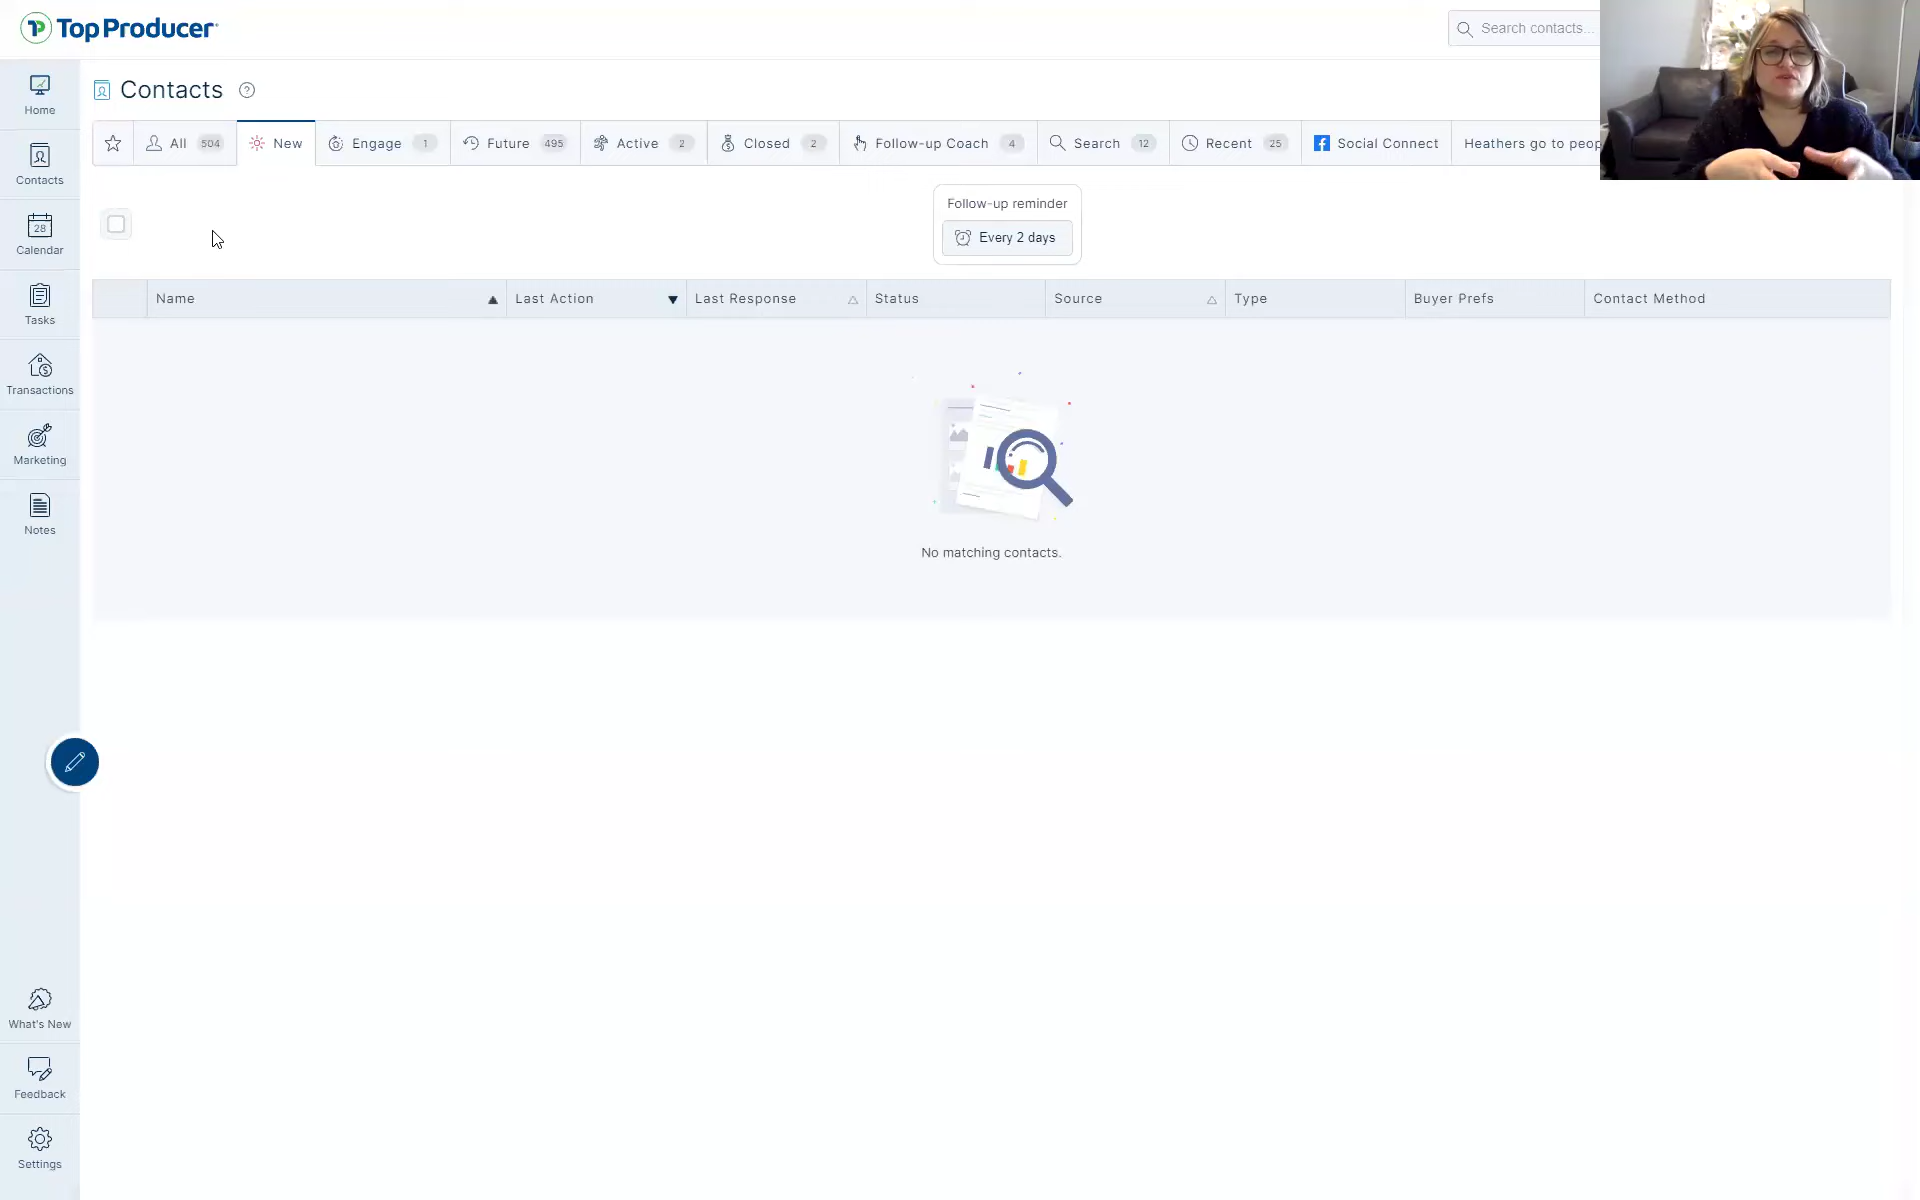 Top Producer
Search contacts...
Home
Contacts
28
Calendar
Tasks
Transactions
Marketing
Notes
What's New
Feedback
Settings
Contacts ?
All 504
New
Engage 1
Future 495
Active 2
Closed 2
Follow-up Coach 4
Search 12
Recent 25
Social Connect
Heathers go to peop
Follow-up reminder
Every 2 days
Name
Last Action
Last Response
Status
Source
Type
Buyer Prefs
Contact Method
No matching contacts.